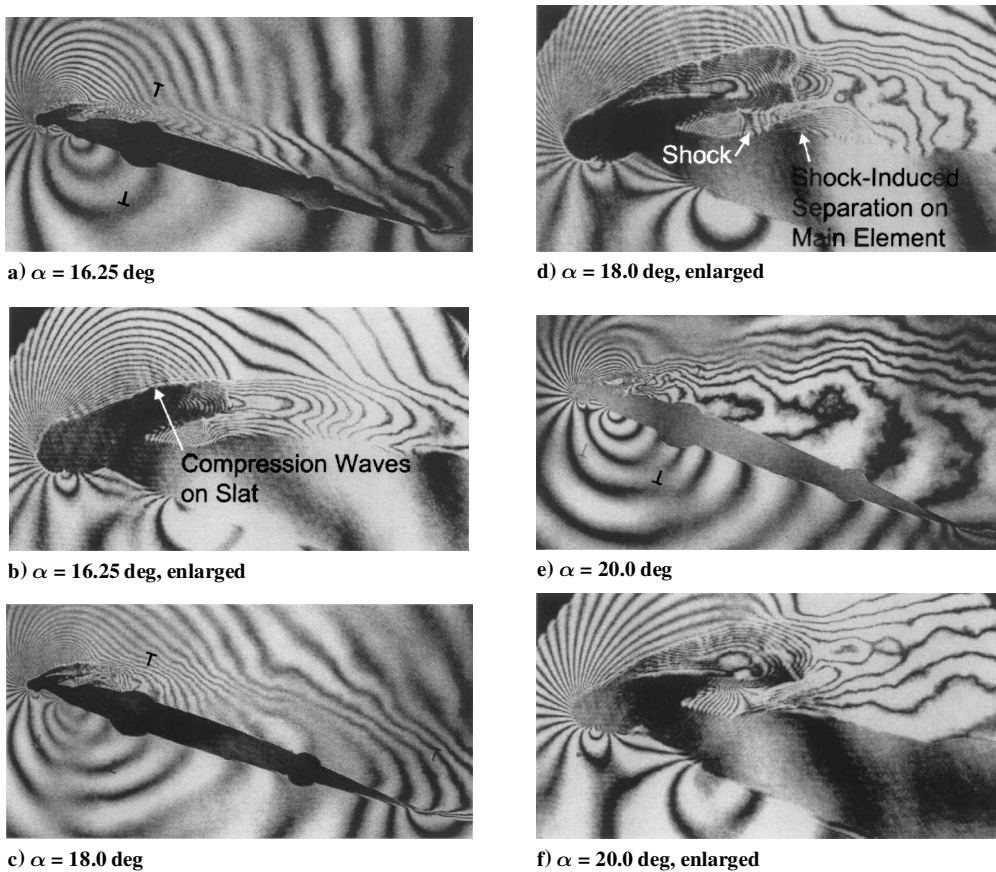 a) α = 16.25 deg
Compression Waves
on Slat
b) α = 16.25 deg, enlarged
c) α = 18.0 deg
Shock
Shock-Induced
Separation on
Main Element
d) α = 18.0 deg, enlarged
e) α = 20.0 deg
f) α = 20.0 deg, enlarged